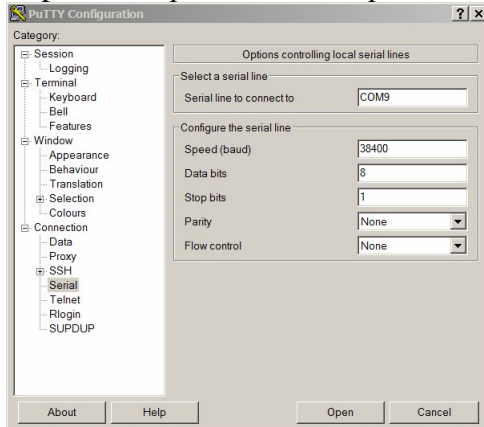 PuTTY Configuration
Category:
Session
Logging
Terminal
Keyboard
Bell
Features
Window
Appearance
Behaviour
Translation
Selection
Colours
Connection
Data
Proxy
SSH
Serial
Telnet
Rlogin
SUPDUP
Options controlling local serial lines
Select a serial line
Serial line to connect to COM9
Configure the serial line
Speed (baud) 38400
Data bits 8
Stop bits 1
Parity None
Flow control None
About Help Open Cancel